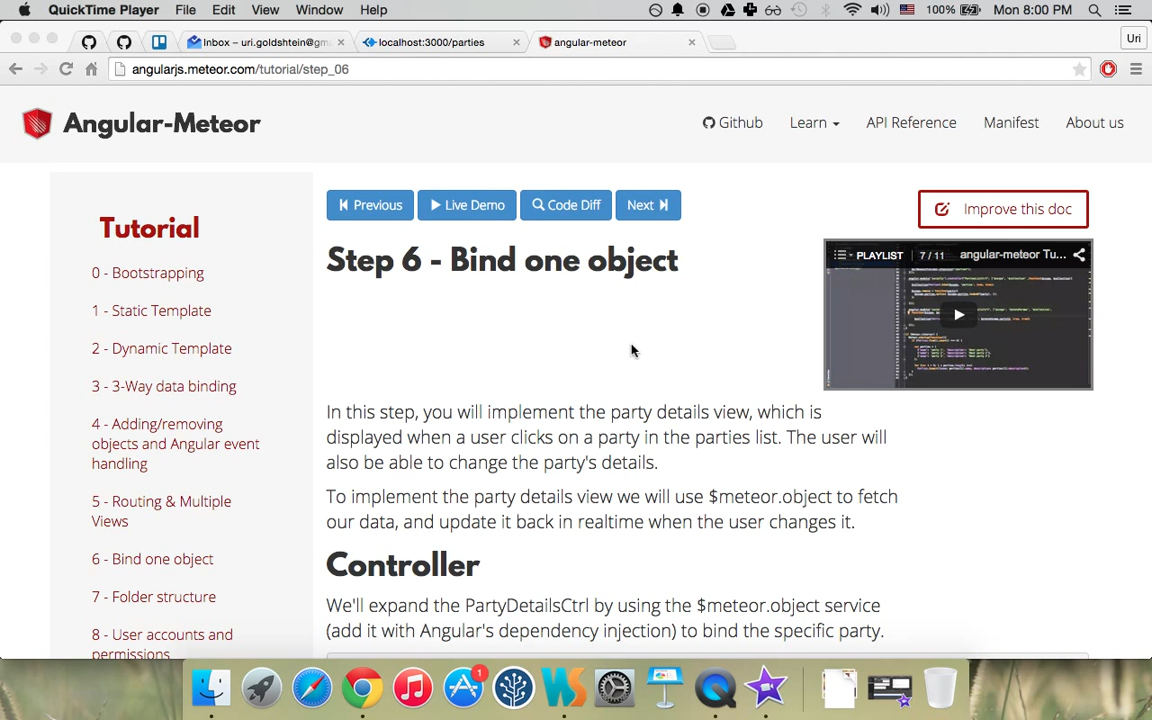 QuickTime Player File Edit View Window Help 100% Mon 8:00 PM
Inbox – uri.goldshtein@gm localhost:3000/parties angular-meteor Uri
angularjs.meteor.com/tutorial/step_06
Angular-Meteor Github Learn API Reference Manifest About us
Previous Live Demo Code Diff Next Improve this doc
Tutorial
0 - Bootstrapping
1 - Static Template
2 - Dynamic Template
3 - 3-Way data binding
4 - Adding/removing
objects and Angular event
handling
5 - Routing & Multiple
Views
6 - Bind one object
7 - Folder structure
8 - User accounts and
permissions
Step 6 - Bind one object
PLAYLIST 7/11 angular-meteor Tu...
In this step, you will implement the party details view, which is
displayed when a user clicks on a party in the parties list. The user will
also be able to change the party's details.
To implement the party details view we will use $meteor.object to fetch
our data, and update it back in realtime when the user changes it.
Controller
We'll expand the PartyDetailsCtrl by using the $meteor.object service
(add it with Angular's dependency injection) to bind the specific party.
1
WS